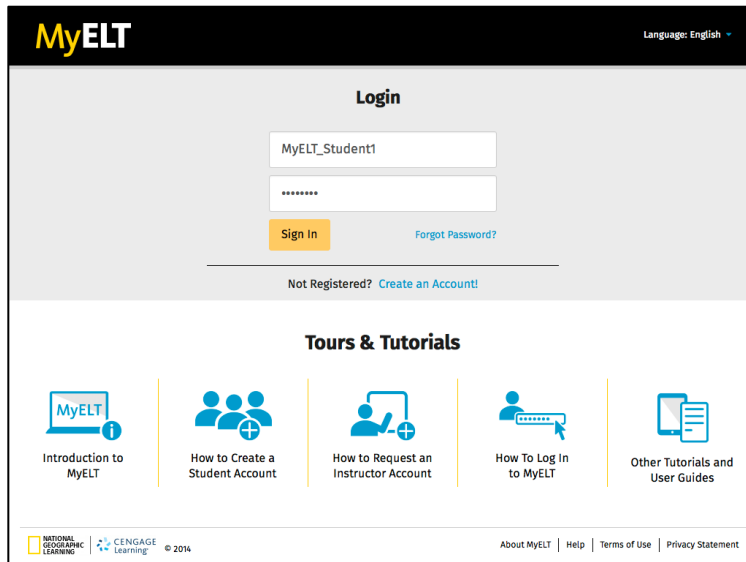 MyELT
Language: English
Login
MyELT_Student1
••••••••
Sign In
Forgot Password?
Not Registered? Create an Account!
Tours & Tutorials
MyELT
Introduction to
MyELT
How to Create a
Student Account
How to Request an
Instructor Account
How To Log In
to MyELT
Other Tutorials and
User Guides
NATIONAL
GEOGRAPHIC
LEARNING
CENGAGE
Learning®
© 2014
About MyELT | Help | Terms of Use | Privacy Statement